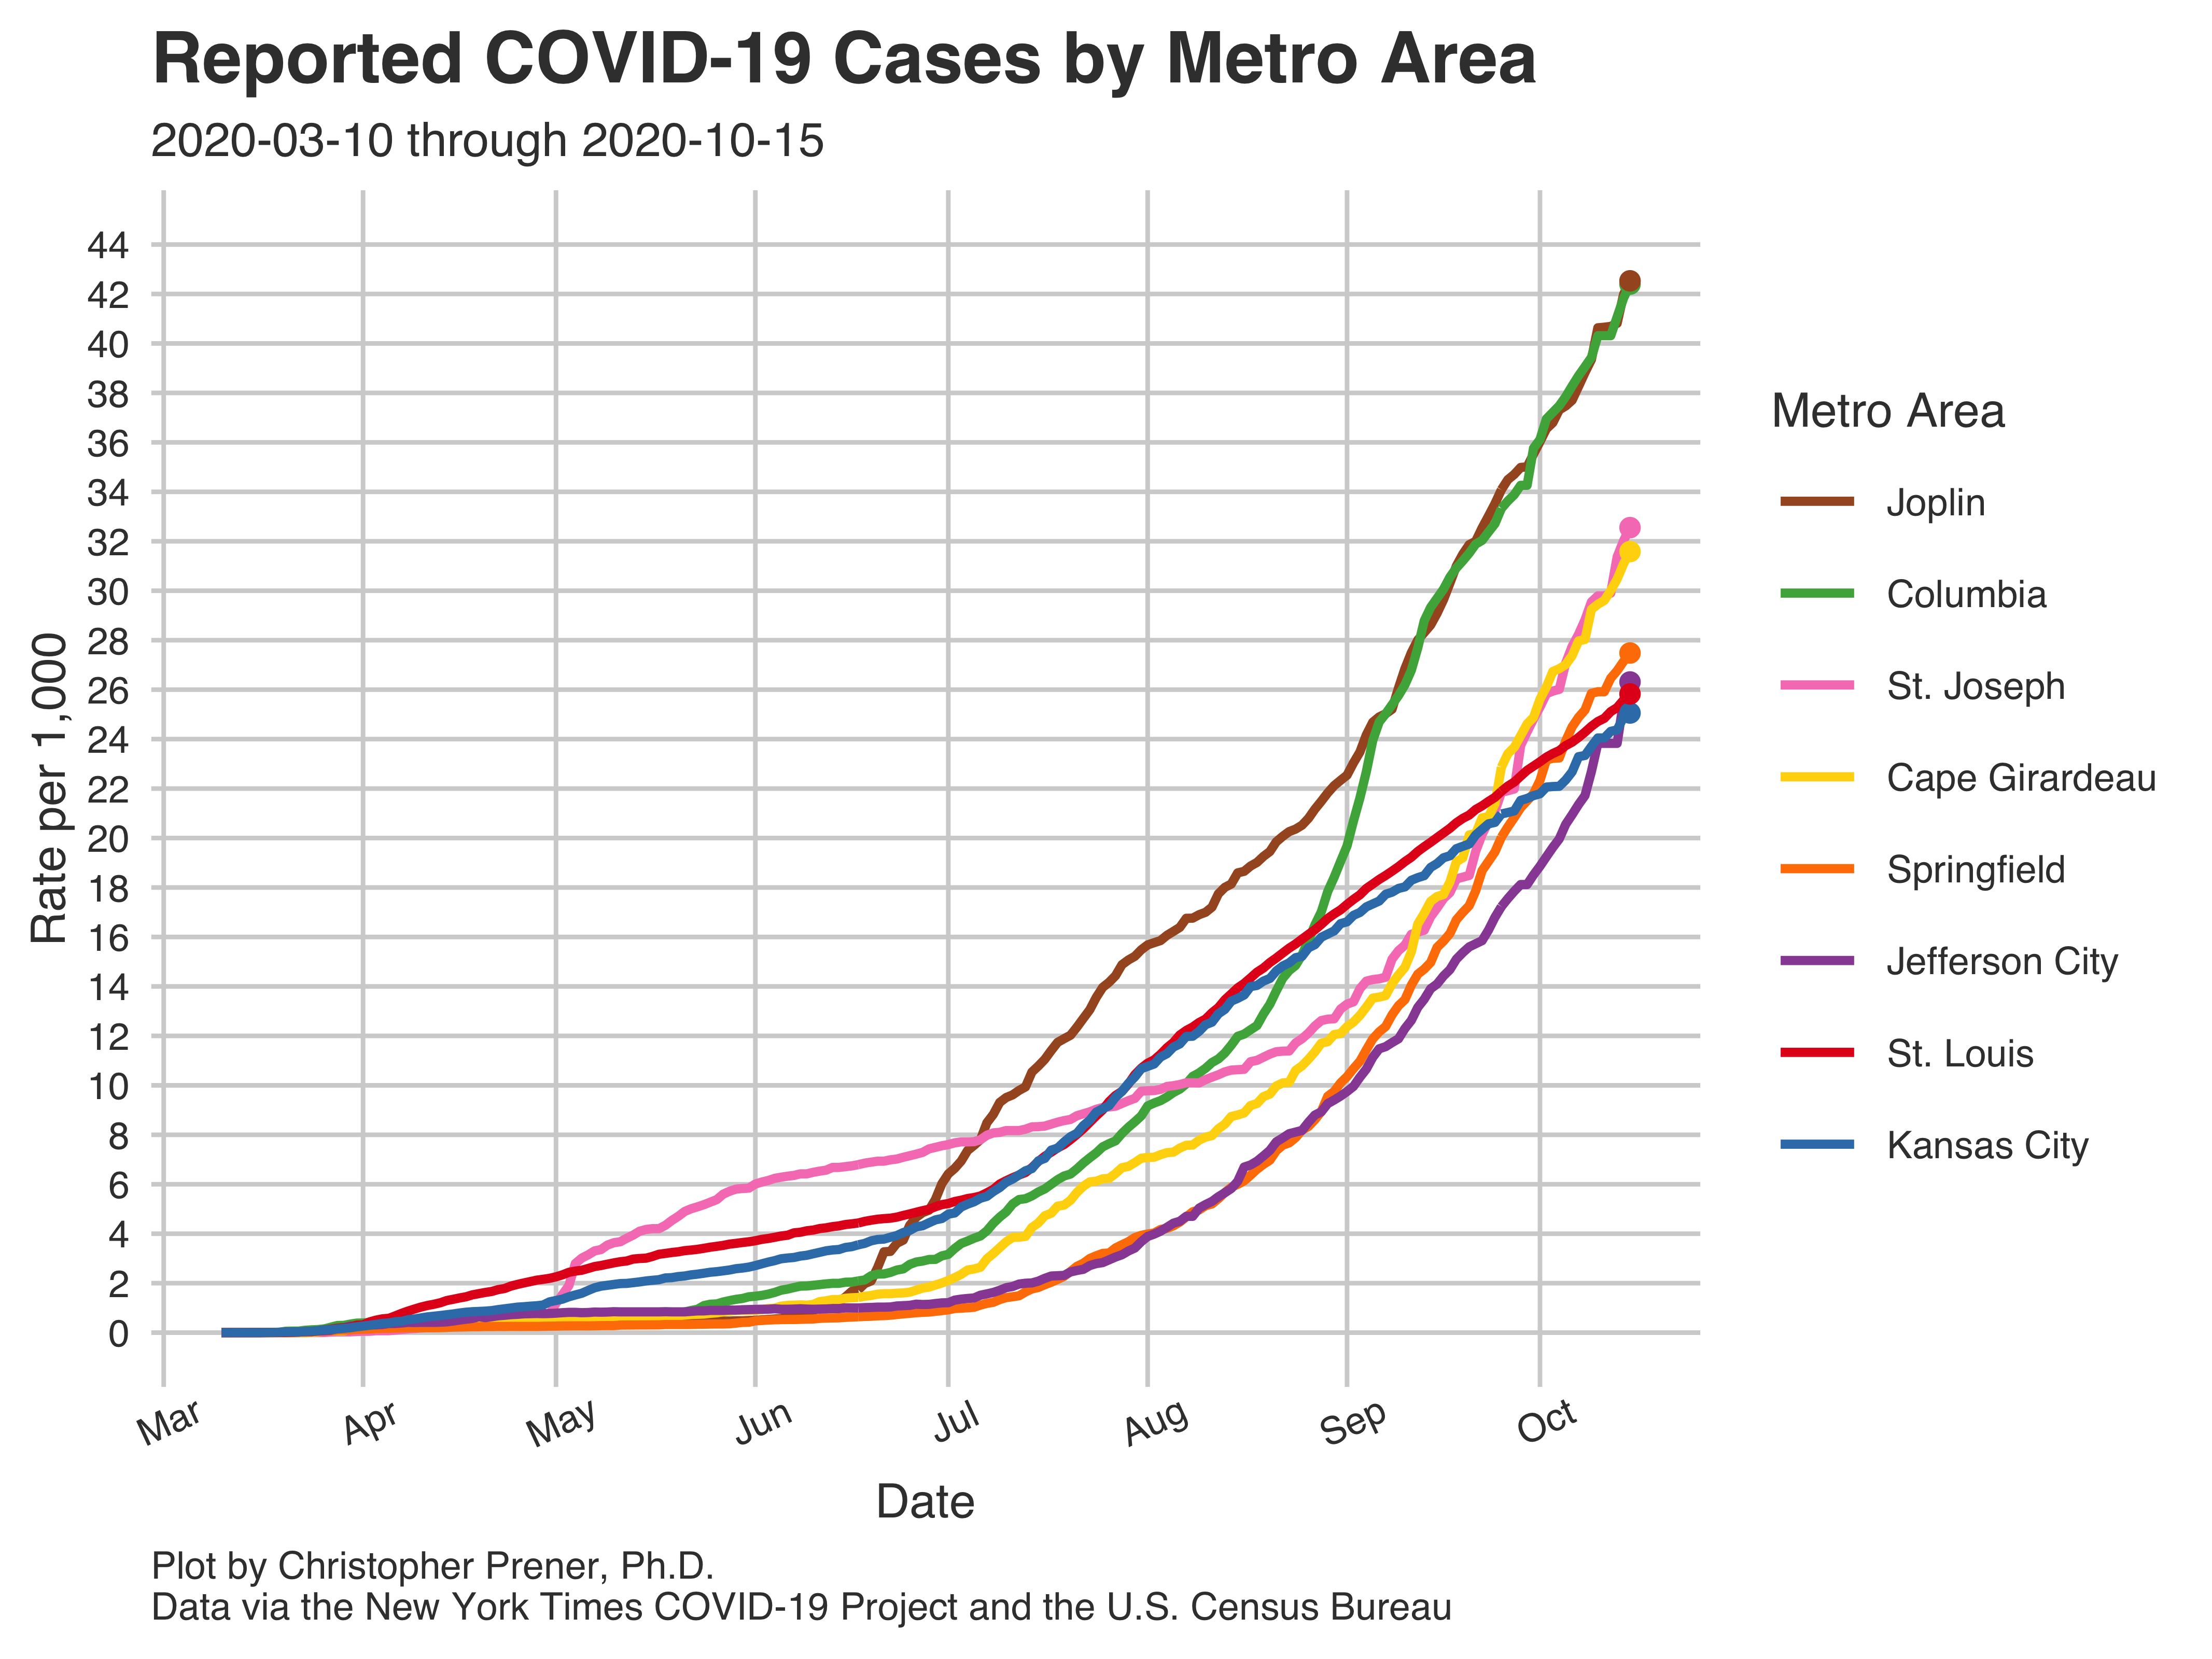 Reported COVID-19 Cases by Metro Area
2020-03-10 through 2020-10-15
44
42
40
38
36
34
32
30
28
26
24
22
20
18
16
14
12
10
8
6
4
2
0
Rate per 1,000
Mar Apr May Jun Jul Aug Sep Oct
Date
Metro Area
Joplin
Columbia
St. Joseph
Cape Girardeau
Springfield
Jefferson City
St. Louis
Kansas City
Plot by Christopher Prener, Ph.D.
Data via the New York Times COVID-19 Project and the U.S. Census Bureau